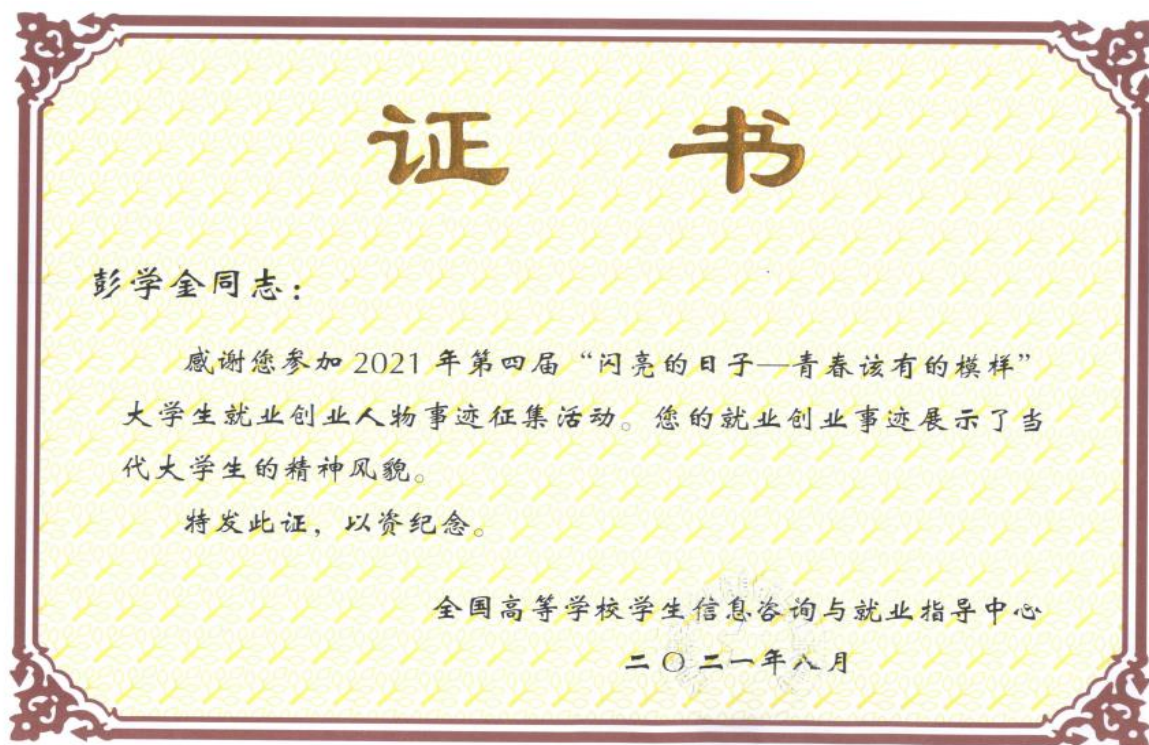 证书
彭学金同志：
感谢您参加 2021 年第四届“闪亮的日子—青春该有的模样”
大学生就业创业人物事迹征集活动。您的就业创业事迹展示了当
代大学生的精神风貌。
特发此证，以资纪念。
全国高等学校学生信息咨询与就业指导中心
二〇二一年八月